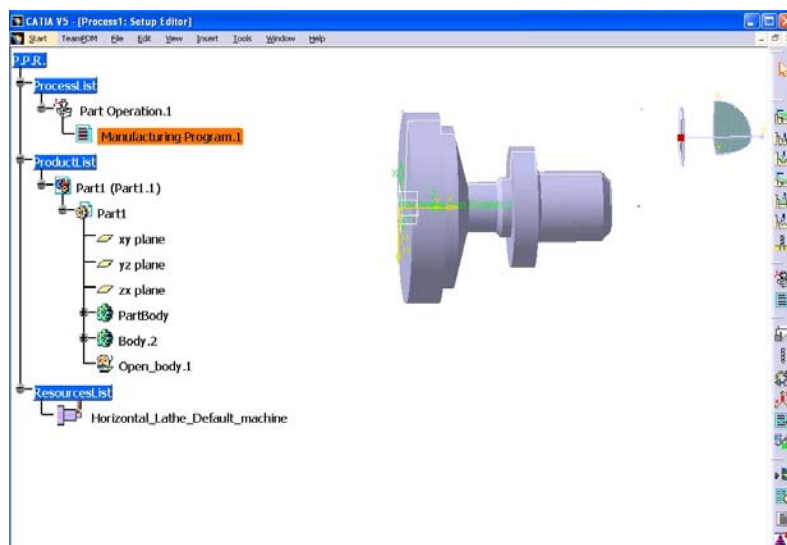 CATIA V5 - [Process1: Setup Editor]
Start TeamPDM File Edit View Insert Tools Window Help
P.P.R.
ProcessList
Part Operation.1
Manufacturing Program.1
ProductList
Part1 (Part1.1)
Part1
xy plane
yz plane
zx plane
PartBody
Body.2
Open_body.1
ResourcesList
Horizontal_Lathe_Default_machine